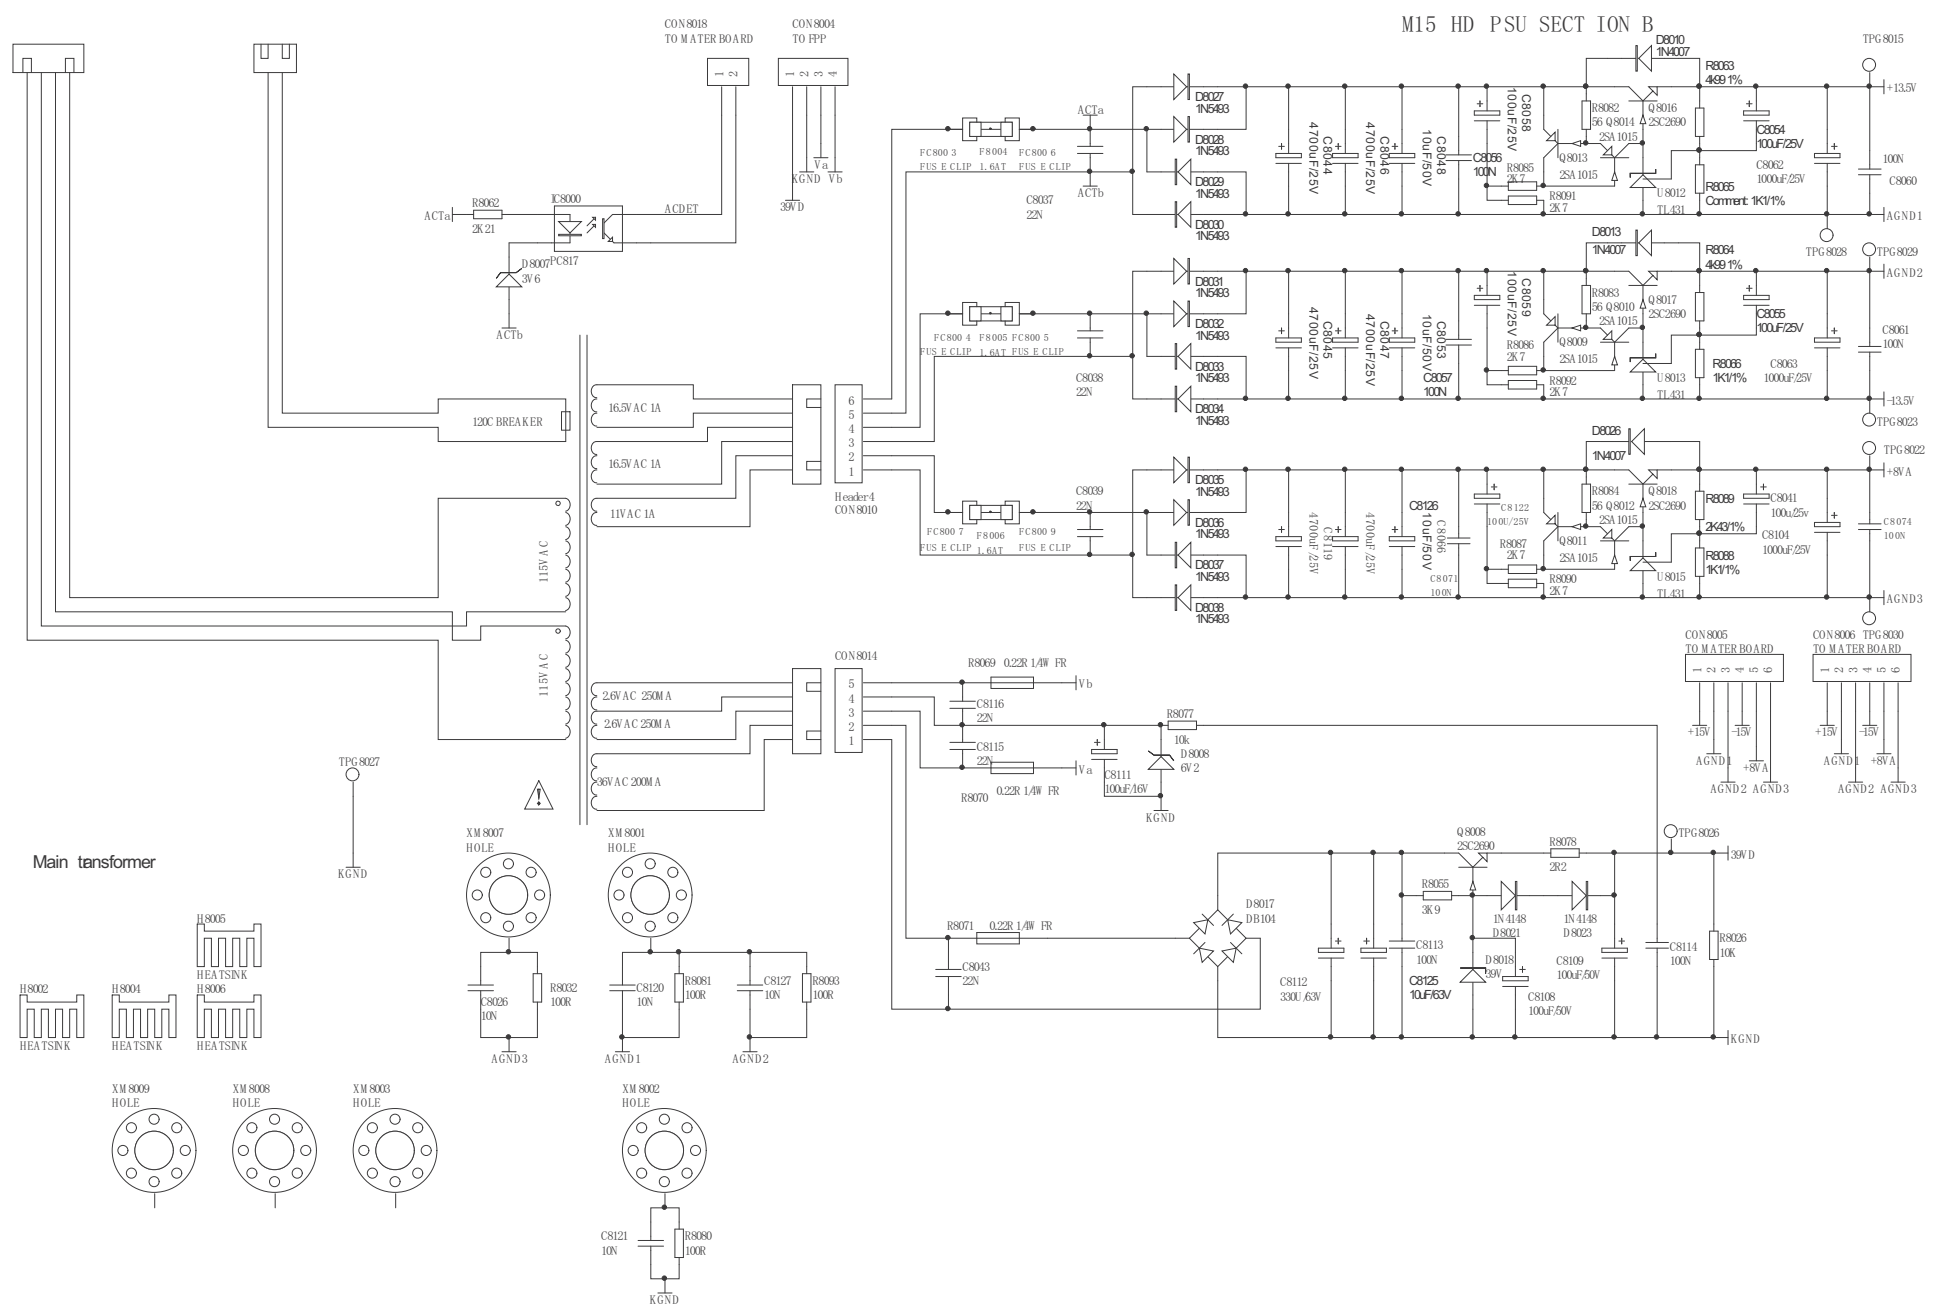 M15 HD PSU SECT ION B
CON8018
TO MATER BOARD
1 2
CON8004
TO FPP
1 2 3 4
Va
KGND Vb
39VD
ACTa
R8062
2K21
IC8000
PC817
ACDET
D8007
3V6
ACTb
FC800 3
FUSE CLIP
F8004
1.6AT
FC800 6
FUSE CLIP
ACTa
ACTb
C8037
22N
D8027
1N5493
D8028
1N5493
D8029
1N5493
D8030
1N5493
C8044
4700uF/25V
C8046
4700uF/25V
C8048
10uF/50V
C8056
100N
C8058
100uF/25V
R8085
2K7
R8091
2K7
Q8013
2SA1015
R8082
56
Q8014
2SA1015
D8010
1N4007
Q8016
2SC2690
U8012
TL431
R8063
4k99 1%
R8065
Comment: 1K1/1%
C8054
100uF/25V
C8062
1000uF/25V
100N
C8060
TPG8015
+13.5V
AGND1
TPG8028
FC800 4
FUSE CLIP
F8005
1.6AT
FC800 5
FUSE CLIP
C8038
22N
D8031
1N5493
D8032
1N5493
D8033
1N5493
D8034
1N5493
C8045
4700uF/25V
C8047
4700uF/25V
C8053
10uF/50V
C8057
100N
C8059
100uF/25V
R8086
2K7
R8092
2K7
Q8009
2SA1015
R8083
56
Q8010
2SA1015
D8013
1N4007
Q8017
2SC2690
U8013
TL431
R8064
4k99 1%
R8066
1K1/1%
C8055
100uF/25V
C8063
1000uF/25V
C8061
100N
TPG8029
AGND2
-13.5V
TPG8023
FC800 7
FUSE CLIP
F8006
1.6AT
FC800 9
FUSE CLIP
C8039
22N
D8035
1N5493
D8036
1N5493
D8037
1N5493
D8038
1N5493
C8119
4700uF/25V
4700uF/25V
C8126
10uF/50V
C8066
C8071
100N
C8122
100U/25V
R8087
2K7
R8090
2K7
Q8011
2SA1015
R8084
56
Q8012
2SA1015
D8026
1N4007
Q8018
2SC2690
U8015
TL431
R8089
2K43/1%
R8088
1K1/1%
C8041
100u/25v
C8104
1000uF/25V
C8074
100N
TPG8022
+8VA
AGND3
TPG8030
120C BREAKER
16.5VAC 1A
16.5VAC 1A
11VAC 1A
115VAC
115VAC
2.6VAC 250MA
2.6VAC 250MA
36VAC 200MA
6
5
4
3
2
1
Header4
CON8010
CON8014
5
4
3
2
1
R8069 0.22R 1/4W FR
Vb
C8116
22N
C8115
22N
Va
R8070 0.22R 1/4W FR
C8111
100uF/16V
R8077
10k
D8008
6V2
KGND
CON8005
TO MATER BOARD
1 2 3 4 5 6
+15V -15V
AGND1 +8VA
AGND2 AGND3
CON8006
TO MATER BOARD
1 2 3 4 5 6
+15V -15V
AGND1 +8VA
AGND2 AGND3
TPG8027
KGND
Main transformer
XM8007
HOLE
C8026
10N
R8032
100R
AGND3
XM8001
HOLE
C8120
10N
R8081
100R
AGND1
C8127
10N
R8093
100R
AGND2
R8071 0.22R 1/4W FR
C8043
22N
D8017
DB104
C8112
330U/63V
C8113
100N
C8125
10uF/63V
Q8008
2SC2690
R8055
3K9
D8018
39V
C8108
100uF/50V
R8078
2R2
1N4148
D8021
1N4148
D8023
C8109
100uF/50V
C8114
100N
R8026
10K
TPG8026
39VD
KGND
H8005
HEATSINK
H8002
HEATSINK
H8004
HEATSINK
H8006
HEATSINK
XM8009
HOLE
XM8008
HOLE
XM8003
HOLE
XM8002
HOLE
C8121
10N
R8080
100R
KGND